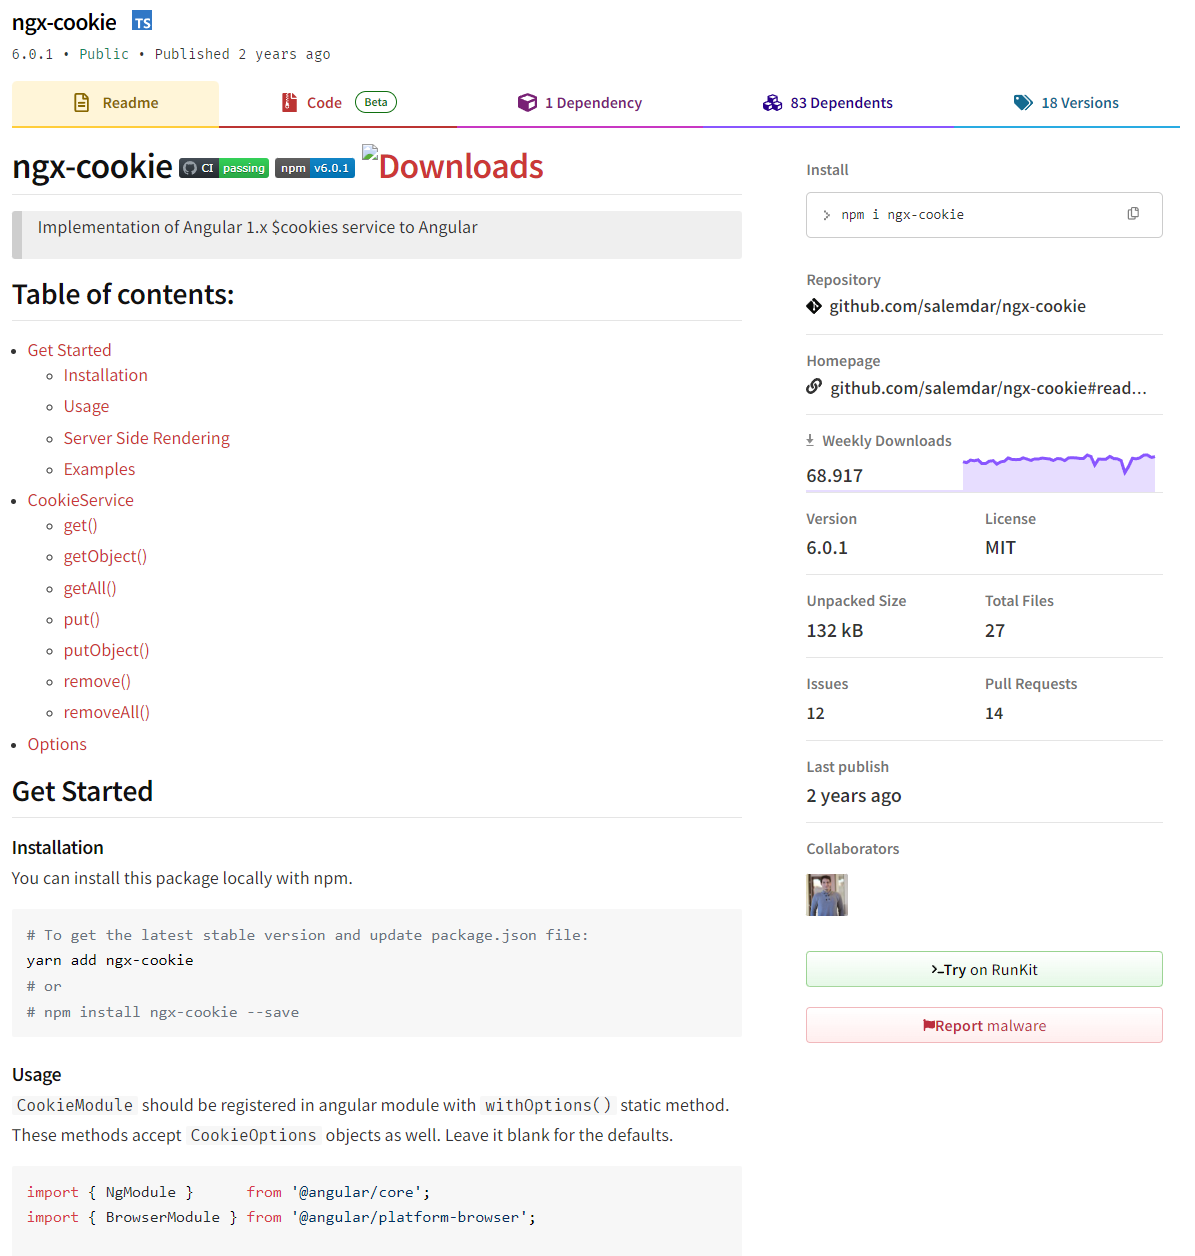 ngx-cookie TS
6.0.1 • Public • Published 2 years ago
Readme
Code Beta
1 Dependency
83 Dependents
18 Versions
ngx-cookie CI passing npm v6.0.1 Downloads
Implementation of Angular 1.x $cookies service to Angular
Table of contents:
Get Started
Installation
Usage
Server Side Rendering
Examples
CookieService
get()
getObject()
getAll()
put()
putObject()
remove()
removeAll()
Options
Get Started
Installation
You can install this package locally with npm.
# To get the latest stable version and update package.json file:
yarn add ngx-cookie
# or
# npm install ngx-cookie --save
Usage
CookieModule should be registered in angular module with withOptions() static method.
These methods accept CookieOptions objects as well. Leave it blank for the defaults.
import { NgModule }      from '@angular/core';
import { BrowserModule } from '@angular/platform-browser';
Install
> npm i ngx-cookie
Repository
github.com/salemdar/ngx-cookie
Homepage
github.com/salemdar/ngx-cookie#read...
Weekly Downloads
68.917
Version
6.0.1
License
MIT
Unpacked Size
132 kB
Total Files
27
Issues
12
Pull Requests
14
Last publish
2 years ago
Collaborators
Try on RunKit
Report malware